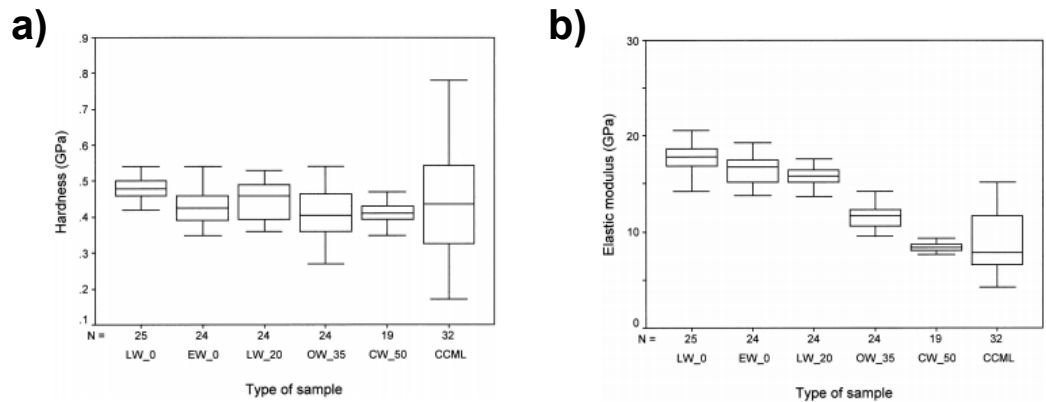 a)
Hardness (GPa)
.9
.8
.7
.6
.5
.4
.3
.2
.1
N = 25 24 24 24 19 32
LW_0 EW_0 LW_20 OW_35 CW_50 CCML
Type of sample
b)
Elastic modulus (GPa)
30
20
10
0
N = 25 24 24 24 19 32
LW_0 EW_0 LW_20 OW_35 CW_50 CCML
Type of sample